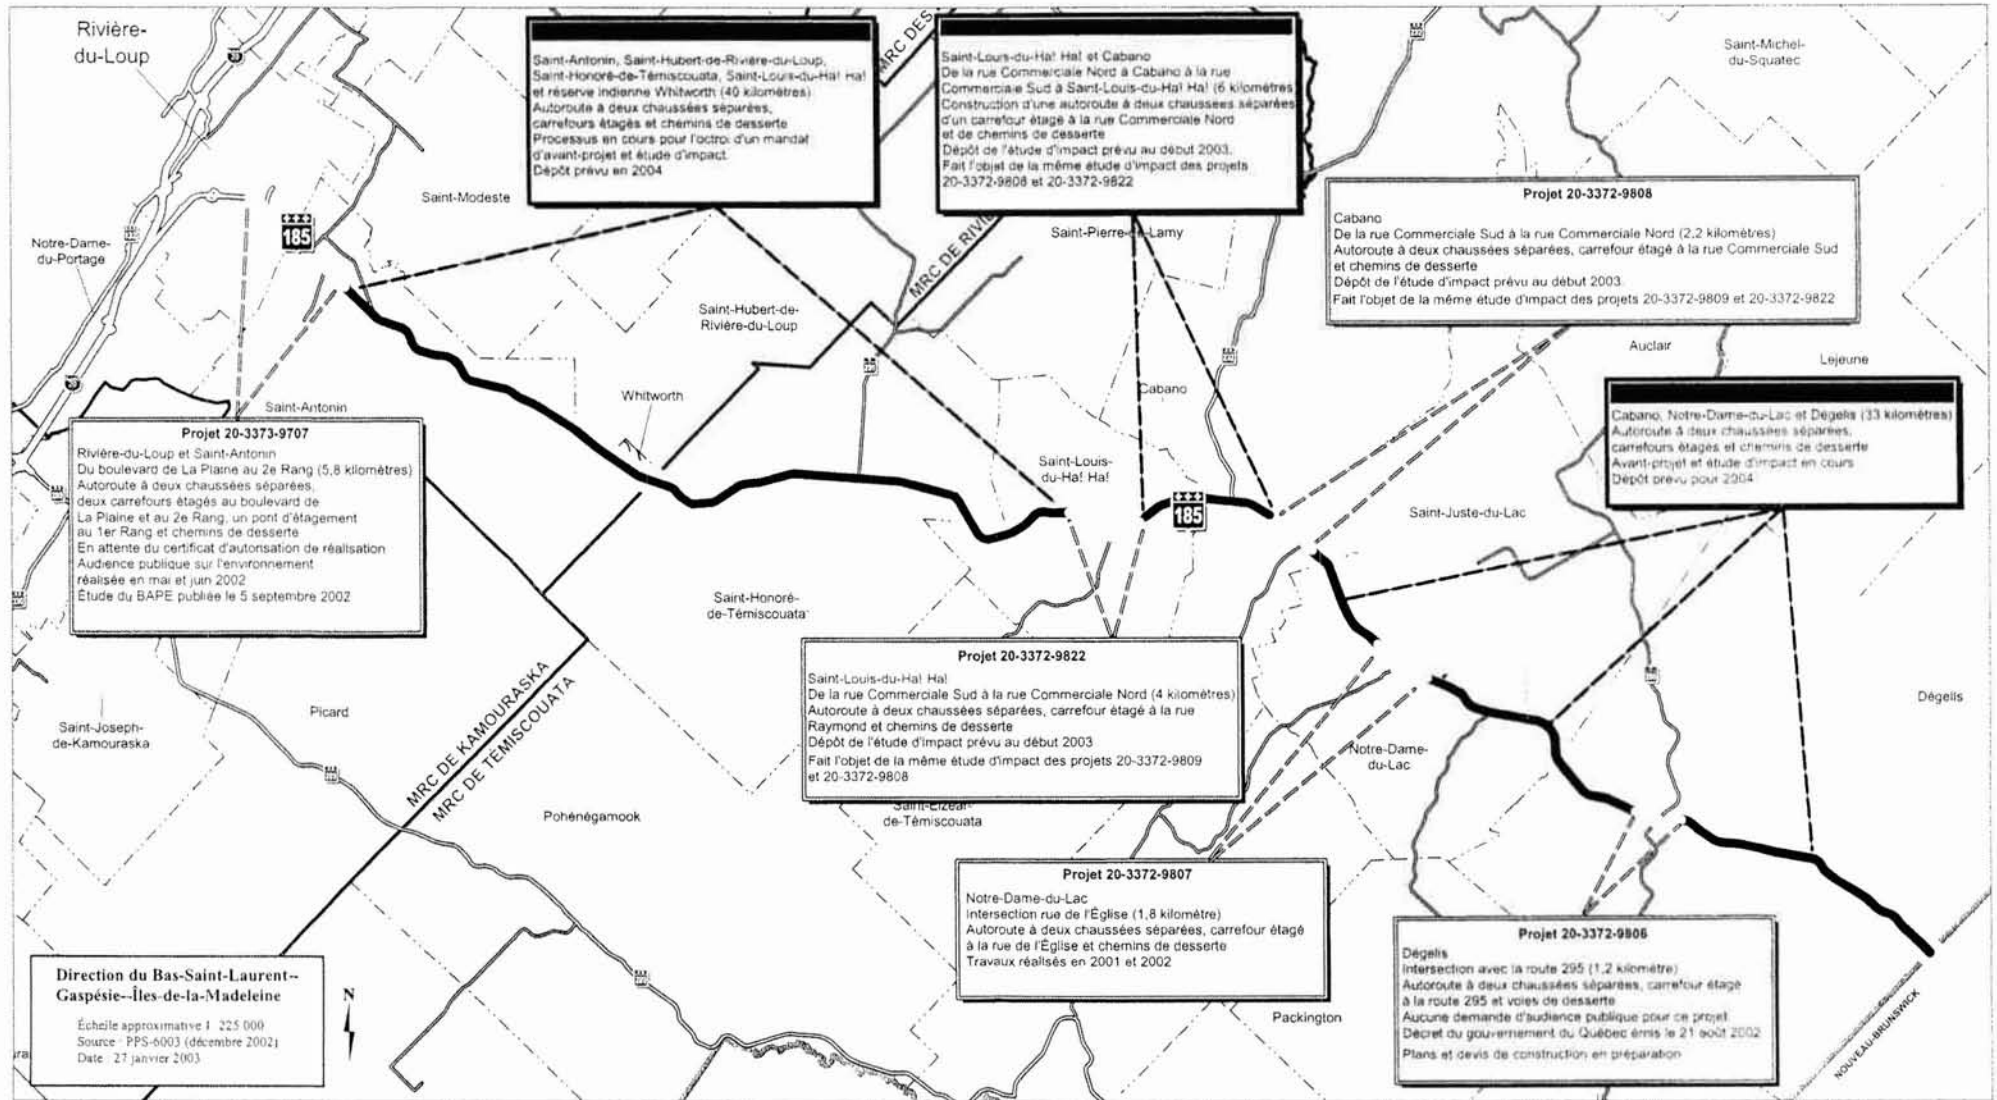 Rivière-
du-Loup
20
Saint-Antonin, Saint-Hubert-de-Rivière-du-Loup,
Saint-Honoré-de-Témiscouata, Saint-Louis-du-Ha! Ha!
et réserve indienne Whitworth (40 kilomètres)
Autoroute à deux chaussées séparées,
carrefours étagés et chemins de desserte
Processus en cours pour l'octroi d'un mandat
d'avant-projet et étude d'impact
Dépôt prévu en 2004
MRC DES
Saint-Louis-du-Ha! Ha! et Cabano
De la rue Commerciale Nord à Cabano à la rue
Commerciale Sud à Saint-Louis-du-Ha! Ha! (6 kilomètres
Construction d'une autoroute à deux chaussées séparées
d'un carrefour étagé à la rue Commerciale Nord
et de chemins de desserte
Dépôt de l'étude d'impact prévu au début 2003.
Fait l'objet de la même étude d'impact des projets
20-3372-9808 et 20-3372-9822
Saint-Michel-
du-Squatec
Projet 20-3372-9808
Cabano
De la rue Commerciale Sud à la rue Commerciale Nord (2,2 kilomètres)
Autoroute à deux chaussées séparées, carrefour étagé à la rue Commerciale Sud
et chemins de desserte
Dépôt de l'étude d'impact prévu au début 2003.
Fait l'objet de la même étude d'impact des projets 20-3372-9809 et 20-3372-9822
Saint-Modeste
185
Notre-Dame-
du-Portage
Saint-Pierre-de-Lamy
MRC DE RIVIÈ
Saint-Hubert-de-
Rivière-du-Loup
Auclair
Lejeune
20
Whitworth
Cabano
Saint-Antonin
Cabano, Notre-Dame-du-Lac et Dégelis (33 kilomètres)
Autoroute à deux chaussées séparées,
carrefours étagés et chemins de desserte
Avant-projet et étude d'impact en cours
Dépôt prévu pour 2004
Projet 20-3373-9707
Rivière-du-Loup et Saint-Antonin
Du boulevard de La Plaine au 2e Rang (5,8 kilomètres)
Autoroute à deux chaussées séparées,
deux carrefours étagés au boulevard de
La Plaine et au 2e Rang, un pont d'étagement
au 1er Rang et chemins de desserte
En attente du certificat d'autorisation de réalisation
Audience publique sur l'environnement
réalisée en mai et juin 2002
Étude du BAPE publiée le 5 septembre 2002
Saint-Louis-
du-Ha! Ha!
185
Saint-Juste-du-Lac
Saint-Honoré-
de-Témiscouata
Projet 20-3372-9822
Saint-Louis-du-Ha! Ha!
De la rue Commerciale Sud à la rue Commerciale Nord (4 kilomètres)
Autoroute à deux chaussées séparées, carrefour étagé à la rue
Raymond et chemins de desserte
Dépôt de l'étude d'impact prévu au début 2003
Fait l'objet de la même étude d'impact des projets 20-3372-9809
et 20-3372-9808
Saint-Joseph-
de-Kamouraska
Picard
MRC DE KAMOURASKA
MRC DE TÉMISCOUATA
Dégelis
Notre-Dame-
du-Lac
Pohénégamook
Saint-Elzéar-
de-Témiscouata
Projet 20-3372-9807
Notre-Dame-du-Lac
Intersection rue de l'Église (1,8 kilomètre)
Autoroute à deux chaussées séparées, carrefour étagé
à la rue de l'Église et chemins de desserte
Travaux réalisés en 2001 et 2002
Projet 20-3372-9806
Dégelis
Intersection avec la route 295 (1,2 kilomètre)
Autoroute à deux chaussées séparées, carrefour étagé
à la route 295 et voies de desserte
Aucune demande d'audience publique pour ce projet
Décret du gouvernement du Québec émis le 21 août 2002
Plans et devis de construction en préparation
Packington
NOUVEAU-BRUNSWICK
Direction du Bas-Saint-Laurent--
Gaspésie--Îles-de-la-Madeleine
Échelle approximative 1 225 000
Source : PPS-6003 (décembre 2002)
Date : 27 janvier 2003
N